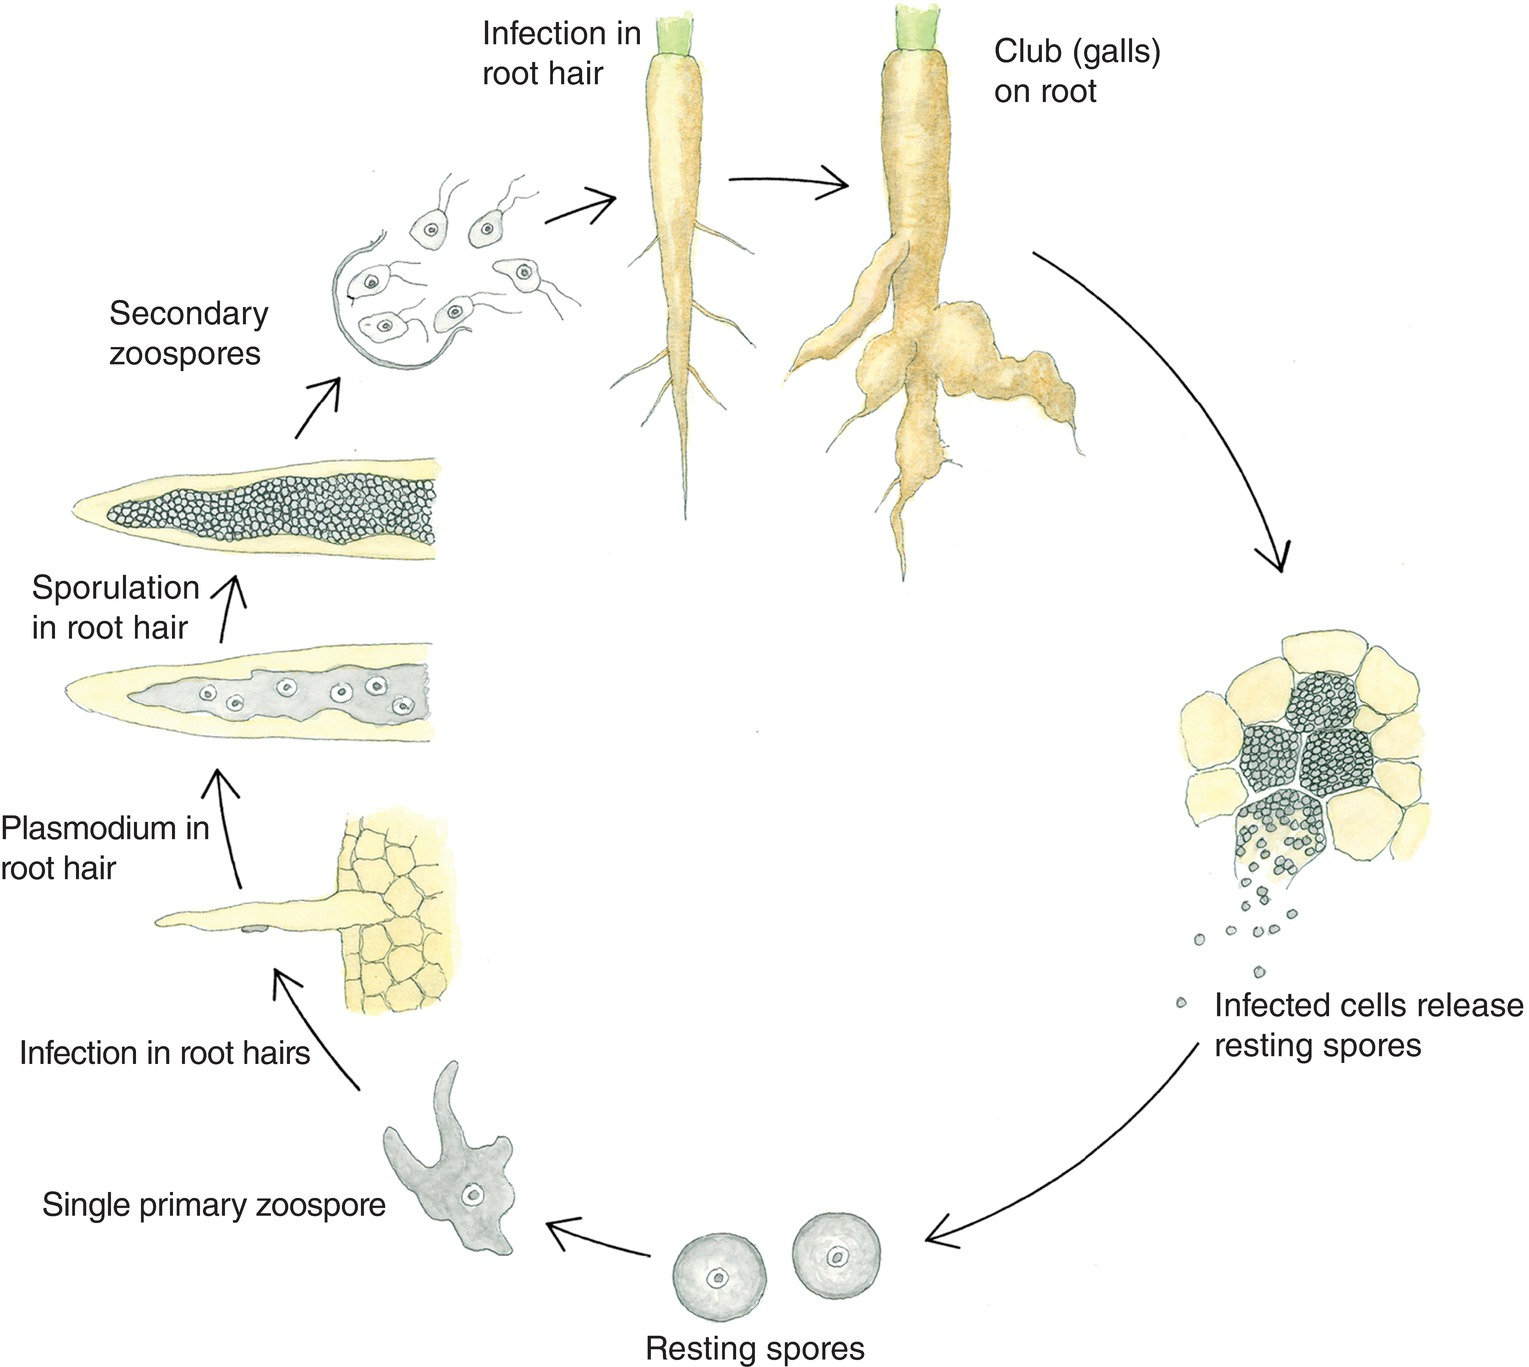 Infection in
root hair
Club (galls)
on root
Secondary
zoospores
Sporulation
in root hair
Plasmodium in
root hair
Infected cells release
resting spores
Infection in root hairs
Single primary zoospore
Resting spores